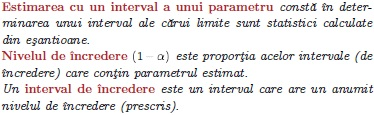 Estimarea cu un interval a unui parametru constă în deter-
minarea unui interval ale cărui limite sunt statistici calculate
din eşantioane.
Nivelul de încredere (1 − α) este proporţia acelor intervale (de
încredere) care conţin parametrul estimat.
Un interval de încredere este un interval care are un anumit
nivelul de încredere (prescris).